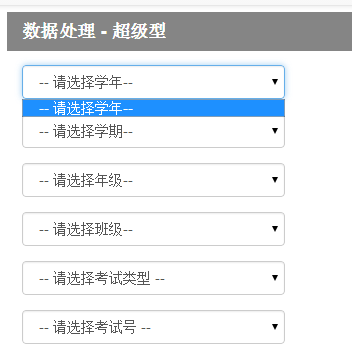 数据处理 - 超级型
-- 请选择学年--
-- 请选择学年--
-- 请选择学期--
-- 请选择年级--
-- 请选择班级--
-- 请选择考试类型 --
-- 请选择考试号 --